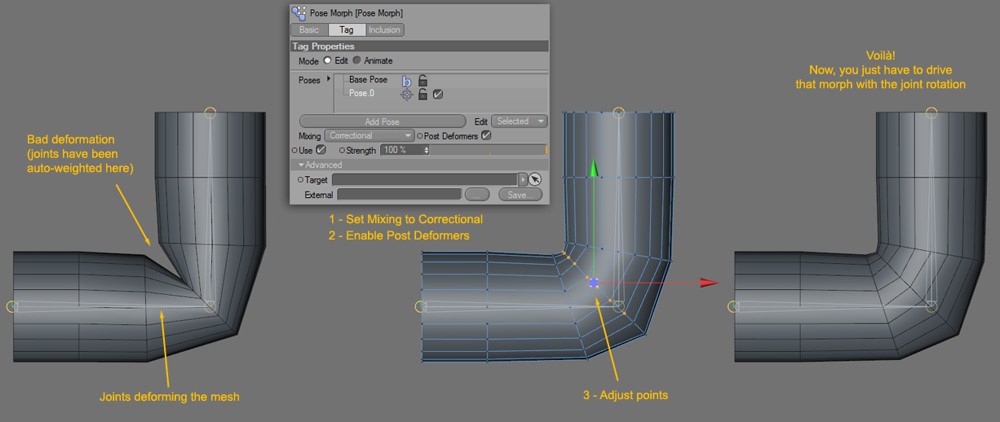 Pose Morph [Pose Morph]
Basic Tag Inclusion
Tag Properties
Mode Edit Animate
Poses Base Pose
Pose.0
Add Pose Edit Selected
Mixing Correctional Post Deformers
Use Strength 100 %
Advanced
Target
External ... Save...
Bad deformation
(joints have been
auto-weighted here)
Joints deforming the mesh
1 - Set Mixing to Correctional
2 - Enable Post Deformers
3 - Adjust points
Voilà!
Now, you just have to drive
that morph with the joint rotation